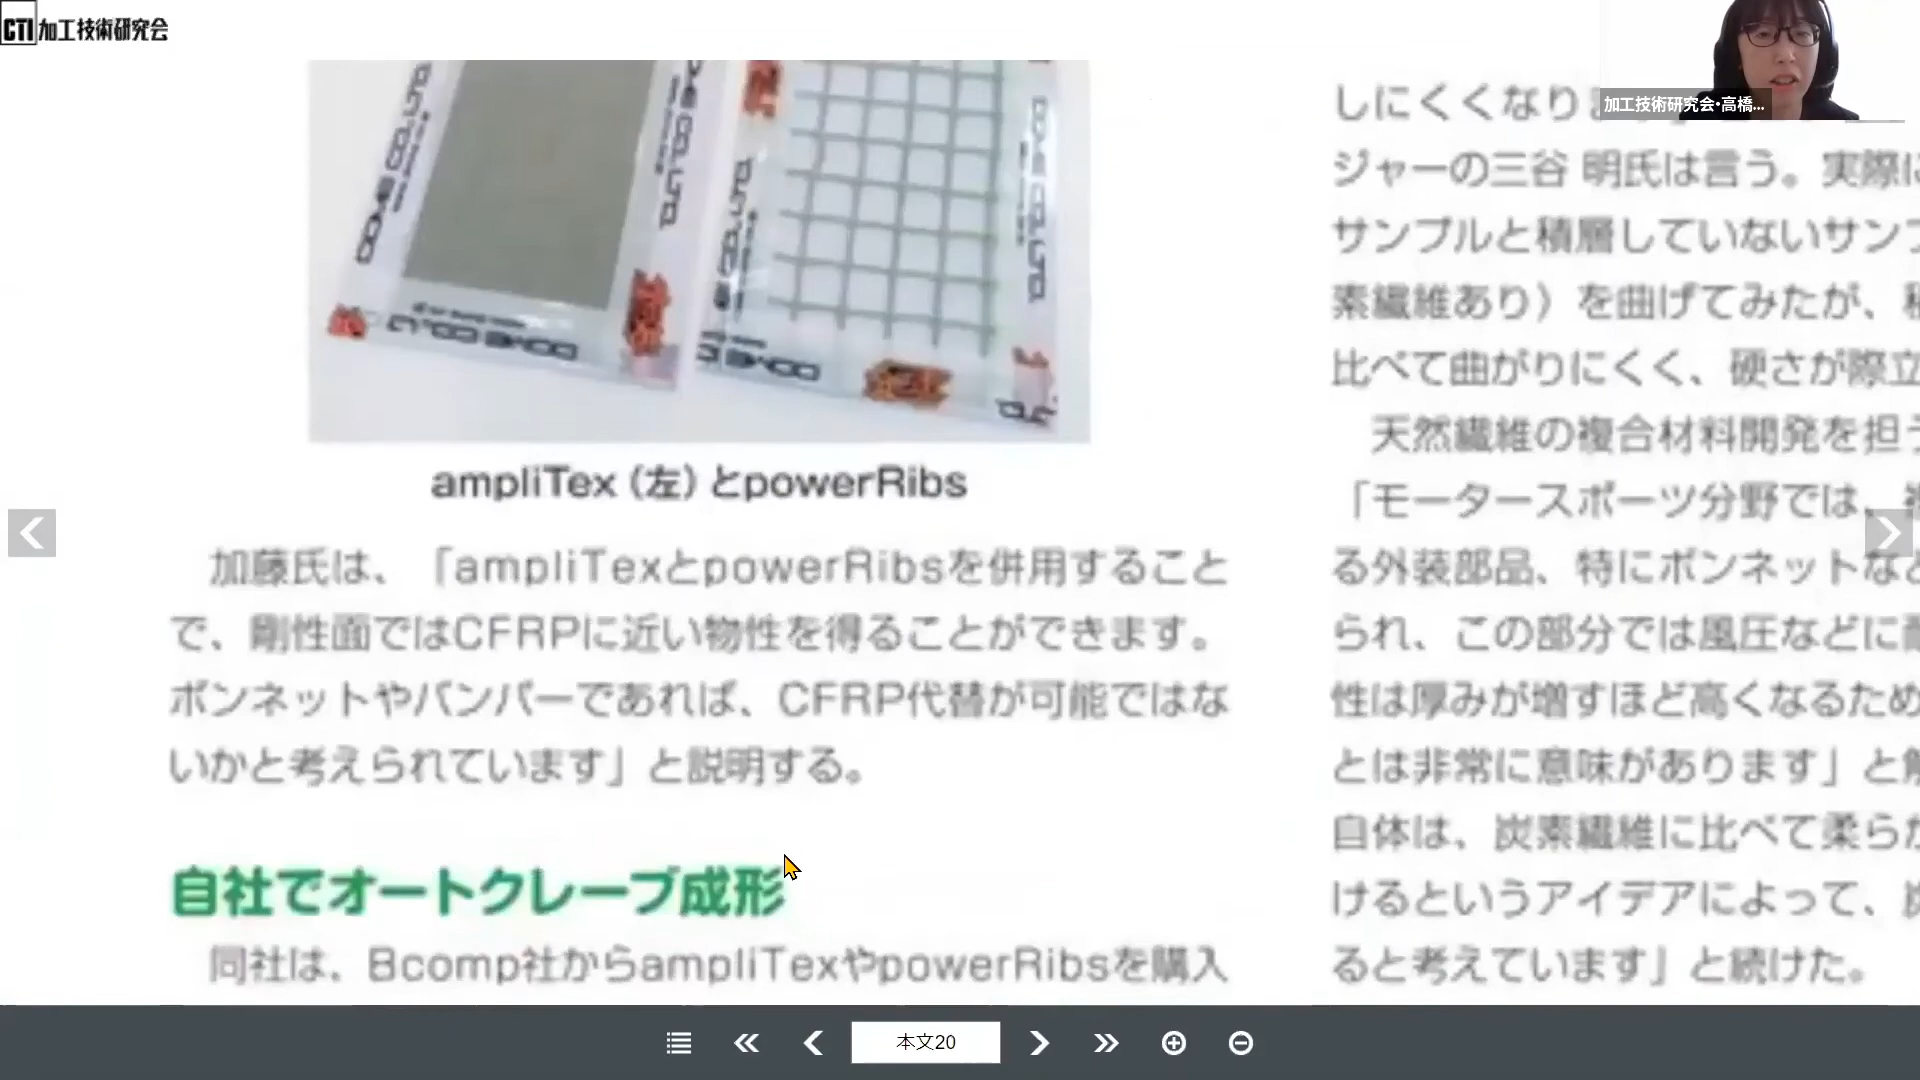 CTI 加工技術研究会
加工技術研究会・高橋...
DOME CO., LTD.
ampliTex（左）とpowerRibs
加藤氏は、「ampliTexとpowerRibsを併用すること
で、剛性面ではCFRPに近い物性を得ることができます。
ボンネットやバンパーであれば、CFRP代替が可能ではな
いかと考えられています」と説明する。
自社でオートクレーブ成形
同社は、Bcomp社からampliTexやpowerRibsを購入
しにくくなり
ジャーの三谷 明氏は言う。実際に
サンプルと積層していないサンプ
素繊維あり）を曲げてみたが、積
比べて曲がりにくく、硬さが際立
天然繊維の複合材料開発を担う
「モータースポーツ分野では、
る外装部品、特にボンネットなど
られ、この部分では風圧などに耐
性は厚みが増すほど高くなるため
とは非常に意味があります」と解
自体は、炭素繊維に比べて柔らか
けるというアイデアによって、炭
ると考えています」と続けた。
本文20